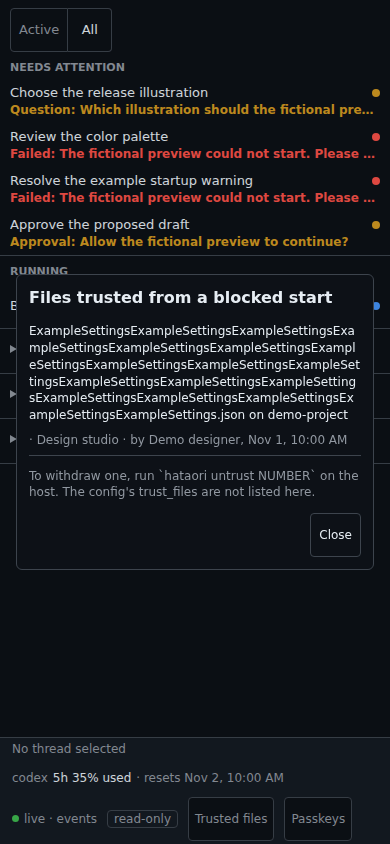 Active
All
NEEDS ATTENTION
Choose the release illustration
Question: Which illustration should the fictional pre…
Review the color palette
Failed: The fictional preview could not start. Please …
Resolve the example startup warning
Failed: The fictional preview could not start. Please …
Approve the proposed draft
Approval: Allow the fictional preview to continue?
RUNNING
Files trusted from a blocked start
ExampleSettingsExampleSettingsExampleSettingsExa
mpleSettingsExampleSettingsExampleSettingsExampl
eSettingsExampleSettingsExampleSettingsExampleSet
tingsExampleSettingsExampleSettingsExampleSetting
sExampleSettingsExampleSettingsExampleSettingsEx
ampleSettingsExampleSettings.json on demo-project
· Design studio · by Demo designer, Nov 1, 10:00 AM
To withdraw one, run `hataori untrust NUMBER` on the
host. The config's trust_files are not listed here.
Close
No thread selected
codex 5h 35% used · resets Nov 2, 10:00 AM
live · events
read-only
Trusted files
Passkeys